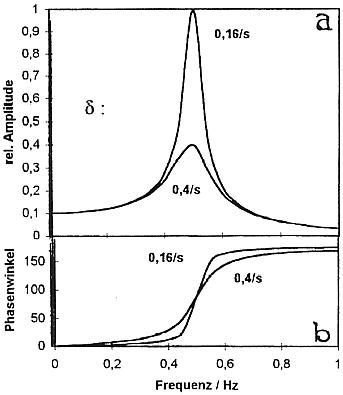 a
1
0,9
0,8
0,7
0,6
0,5
0,4
0,3
0,2
0,1
0
rel. Amplitude
δ :
0,16/s
0,4/s
150
100
50
0
Phasenwinkel
0,16/s
0,4/s
b
0
0,2
0,4
0,6
0,8
1
Frequenz / Hz